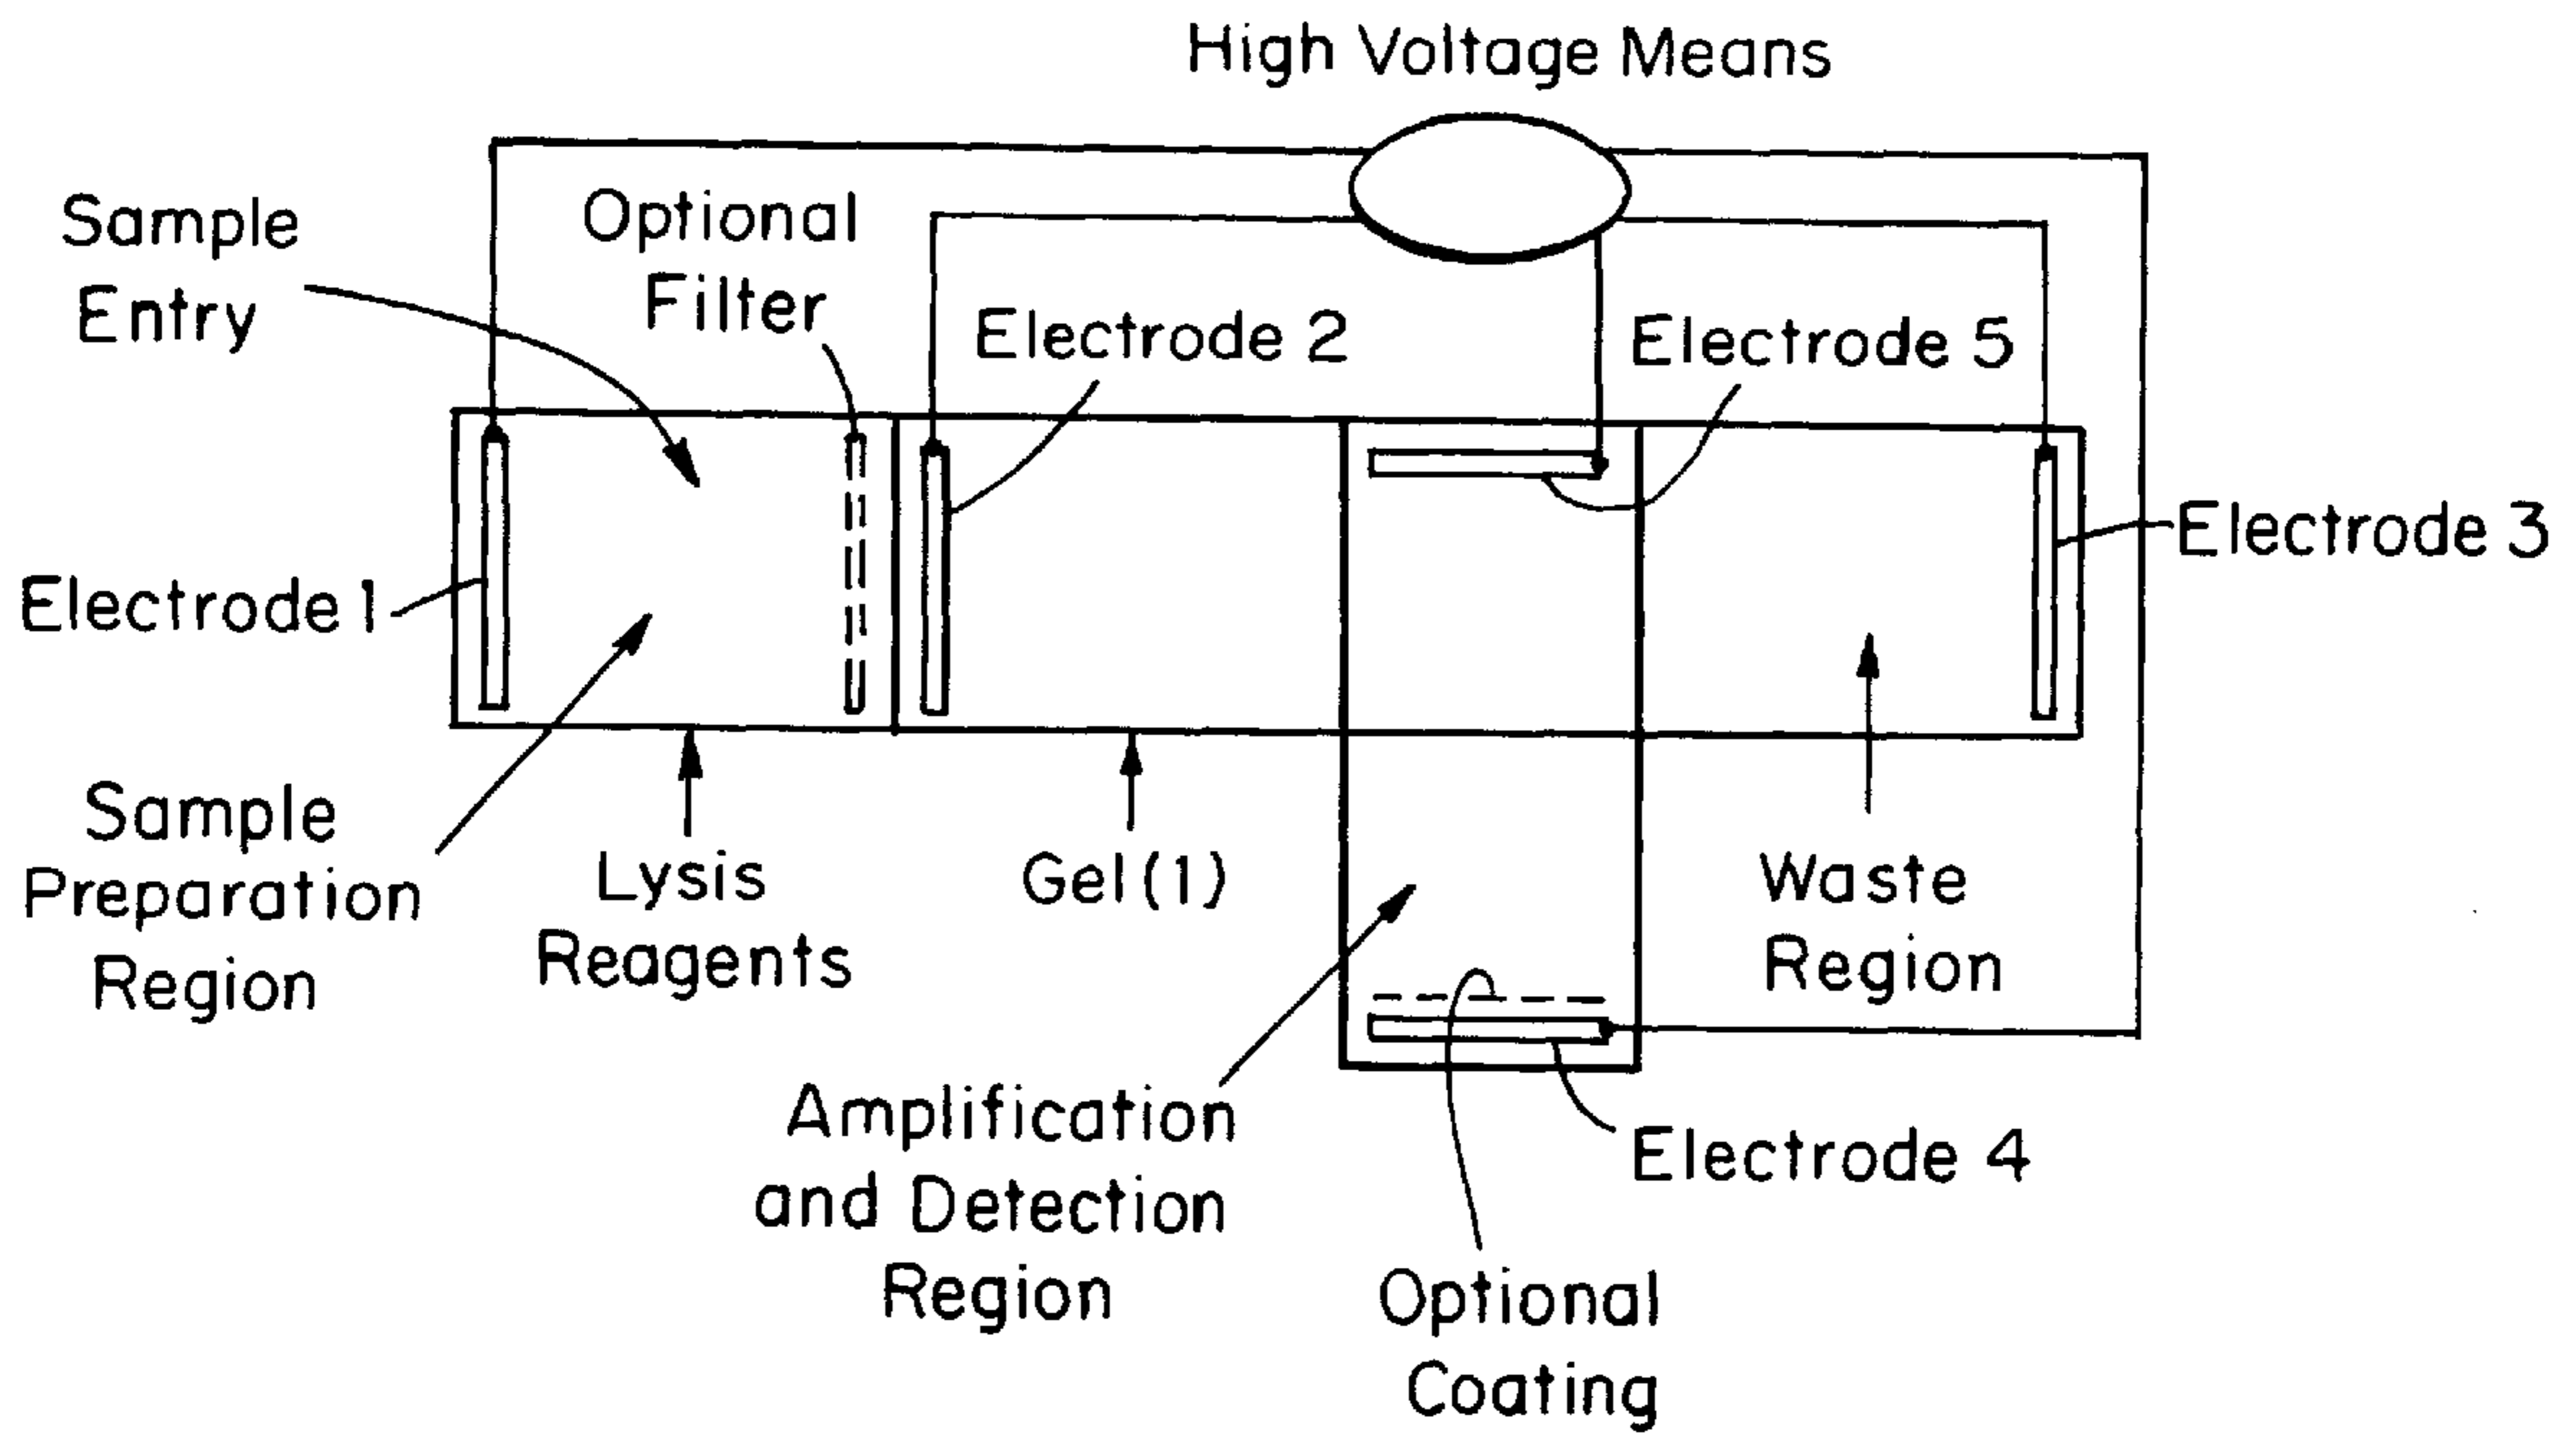 High Voltage Means
Sample
Entry
Optional
Filter
Electrode 2
Electrode 5
Electrode 3
Electrode 1
Sample
Preparation
Region
Lysis
Reagents
Gel (1)
Waste
Region
Amplification
and Detection
Region
Electrode 4
Optional
Coating